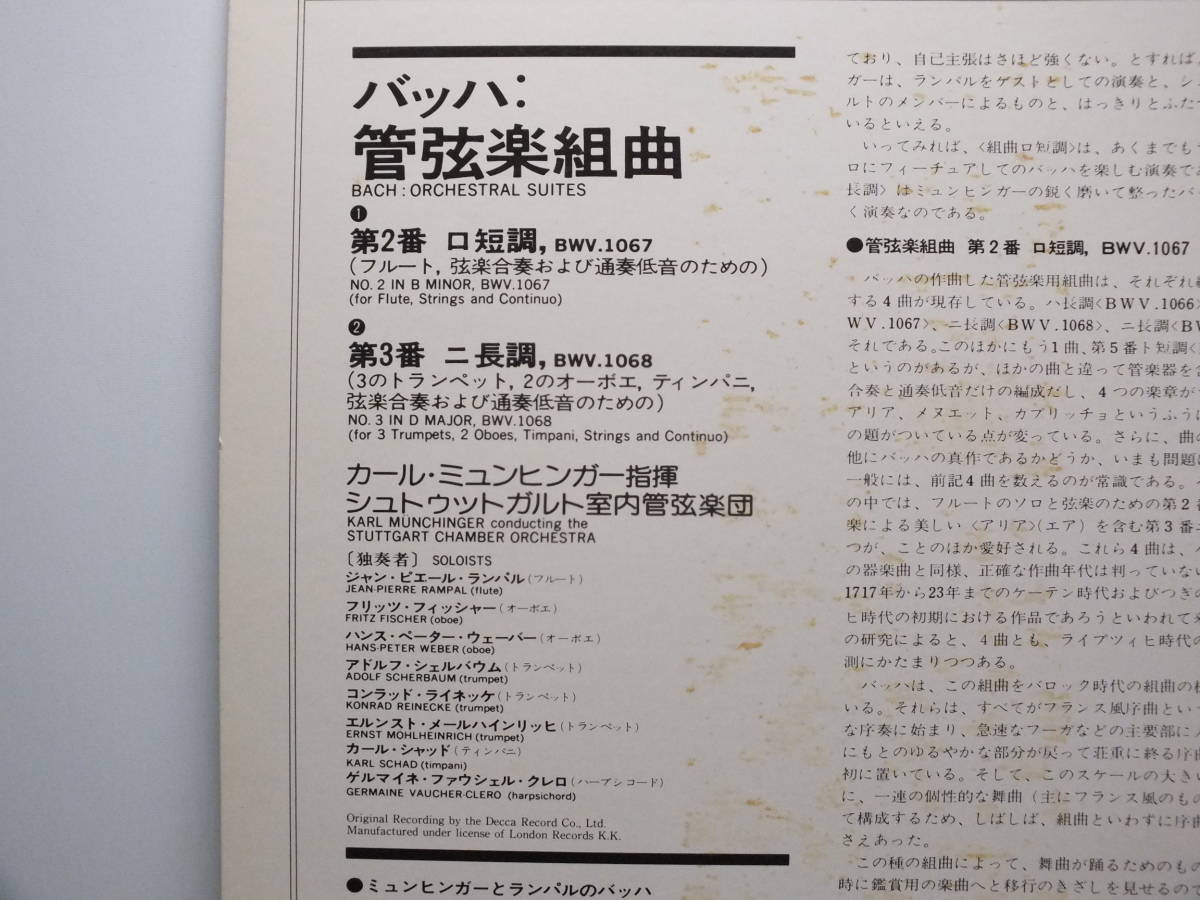 バッハ:
管弦楽組曲
BACH : ORCHESTRAL SUITES
❶
第2番 ロ短調, BWV.1067
(フルート, 弦楽合奏および通奏低音のための)
NO. 2 IN B MINOR, BWV.1067
(for Flute, Strings and Continuo)
❷
第3番 ニ長調, BWV.1068
(3のトランペット, 2のオーボエ, ティンパニ,
弦楽合奏および通奏低音のための)
NO. 3 IN D MAJOR, BWV.1068
(for 3 Trumpets, 2 Oboes, Timpani, Strings and Continuo)
カール・ミュンヒンガー指揮
シュトゥットガルト室内管弦楽団
KARL MÜNCHINGER conducting the
STUTTGART CHAMBER ORCHESTRA
〔独奏者〕 SOLOISTS
ジャン・ピエール・ランパル(フルート)
JEAN-PIERRE RAMPAL (flute)
フリッツ・フィッシャー(オーボエ)
FRITZ FISCHER (oboe)
ハンス・ペーター・ウェーバー(オーボエ)
HANS-PETER WEBER (oboe)
アドルフ・シェルバウム(トランペット)
ADOLF SCHERBAUM (trumpet)
コンラッド・ライネッケ(トランペット)
KONRAD REINECKE (trumpet)
エルンスト・メールハインリッヒ(トランペット)
ERNST MÖHLHEINRICH (trumpet)
カール・シャッド(ティンパニ)
KARL SCHAD (timpani)
ゲルマイネ・ファウシェル・クレロ(ハープシコード)
GERMAINE VAUCHER-CLERO (harpsichord)
Original Recording by the Decca Record Co., Ltd.
Manufactured under license of London Records K.K.
●ミュンヒンガーとランパルのバッハ
ており、自己主張はさほど強くない。とすれば、
ガーは、ランパルをゲストとしての演奏と、シ
ルトのメンバーによるものと、はっきりとふた
いるといえる。
いってみれば、〈組曲ロ短調〉は、あくまでも
ロにフィーチュアしてのバッハを楽しむ演奏で
長調〉はミュンヒンガーの鋭く磨いて整ったバッ
く演奏なのである。
●管弦楽組曲 第2番 ロ短調, BWV.1067
バッハの作曲した管弦楽用組曲は、それぞれ
する4曲が現存している。ハ長調〈BWV.1066〉
WV.1067〉、ニ長調〈BWV.1068〉、ニ長調〈BW
それである。このほかにもう1曲、第5番ト短調〈
というのがあるが、ほかの曲と違って管楽器を
合奏と通奏低音だけの編成だし、4つの楽章が
アリア、メヌエット、カプリッチョというふう
の題がついている点が変っている。さらに、曲の
他にバッハの真作であるかどうか、いまも問題
一般には、前記4曲を数えるのが常識である。
の中では、フルートのソロと弦楽のための第2番
楽による美しい〈アリア〉(エア)を含む第3番ニ
つが、ことのほか愛好される。これら4曲は、
の器楽曲と同様、正確な作曲年代は判っていない
1717年から23年までのケーテン時代およびつぎの
ヒ時代の初期における作品であろうといわれて
の研究によると、4曲とも、ライプツィヒ時代の
測にかたまりつつある。
バッハは、この組曲をバロック時代の組曲の
いる。それらは、すべてがフランス風序曲とい
な序奏に始まり、急速なフーガなどの主要部に
にもとのゆるやかな部分が戻って荘重に終る序曲
初に置いている。そして、このスケールの大きい
に、一連の個性的な舞曲(主にフランス風のもの
て構成するため、しばしば、組曲といわずに序曲
さえあった。
この種の組曲によって、舞曲が踊るためのもの
時に鑑賞用の楽曲へと移行のきざしを見せるので